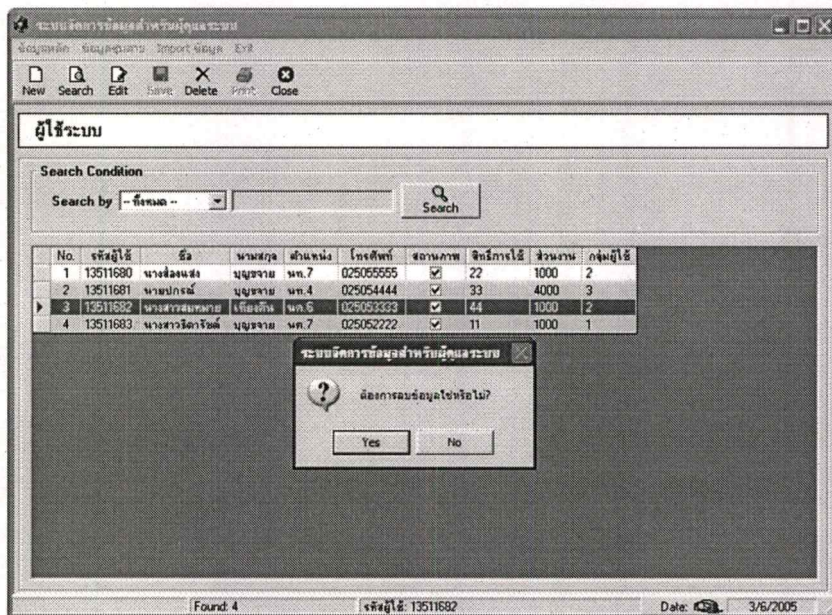 ระบบจัดการข้อมูลสำหรับผู้ดูแลระบบ
ข้อมูลหลัก ข้อมูลชุมสาย Import ข้อมูล Exit
New Search Edit Save Delete Print Close
ผู้ใช้ระบบ
Search Condition
Search by -- ทั้งหมด -- Search
No. รหัสผู้ใช้ ชื่อ นามสกุล ตำแหน่ง โทรศัพท์ สถานภาพ สิทธิ์การใช้ ส่วนงาน กลุ่มผู้ใช้
1 13511680 นางส่องแสง บุญขจาย นท.7 025055555 22 1000 2
2 13511681 นายปกรณ์ บุญขจาย นท.4 025054444 33 4000 3
3 13511682 นางสาวสมหมาย เที่ยงตัน นท.6 025053333 44 1000 2
4 13511683 บุญขจาย นท.7 025052222 11 1000 1
ระบบจัดการข้อมูลสำหรับผู้ดูแลระบบ
ต้องการลบข้อมูลใช่หรือไม่?
Yes No
Found: 4 รหัสผู้ใช้: 13511682 Date: 3/6/2005